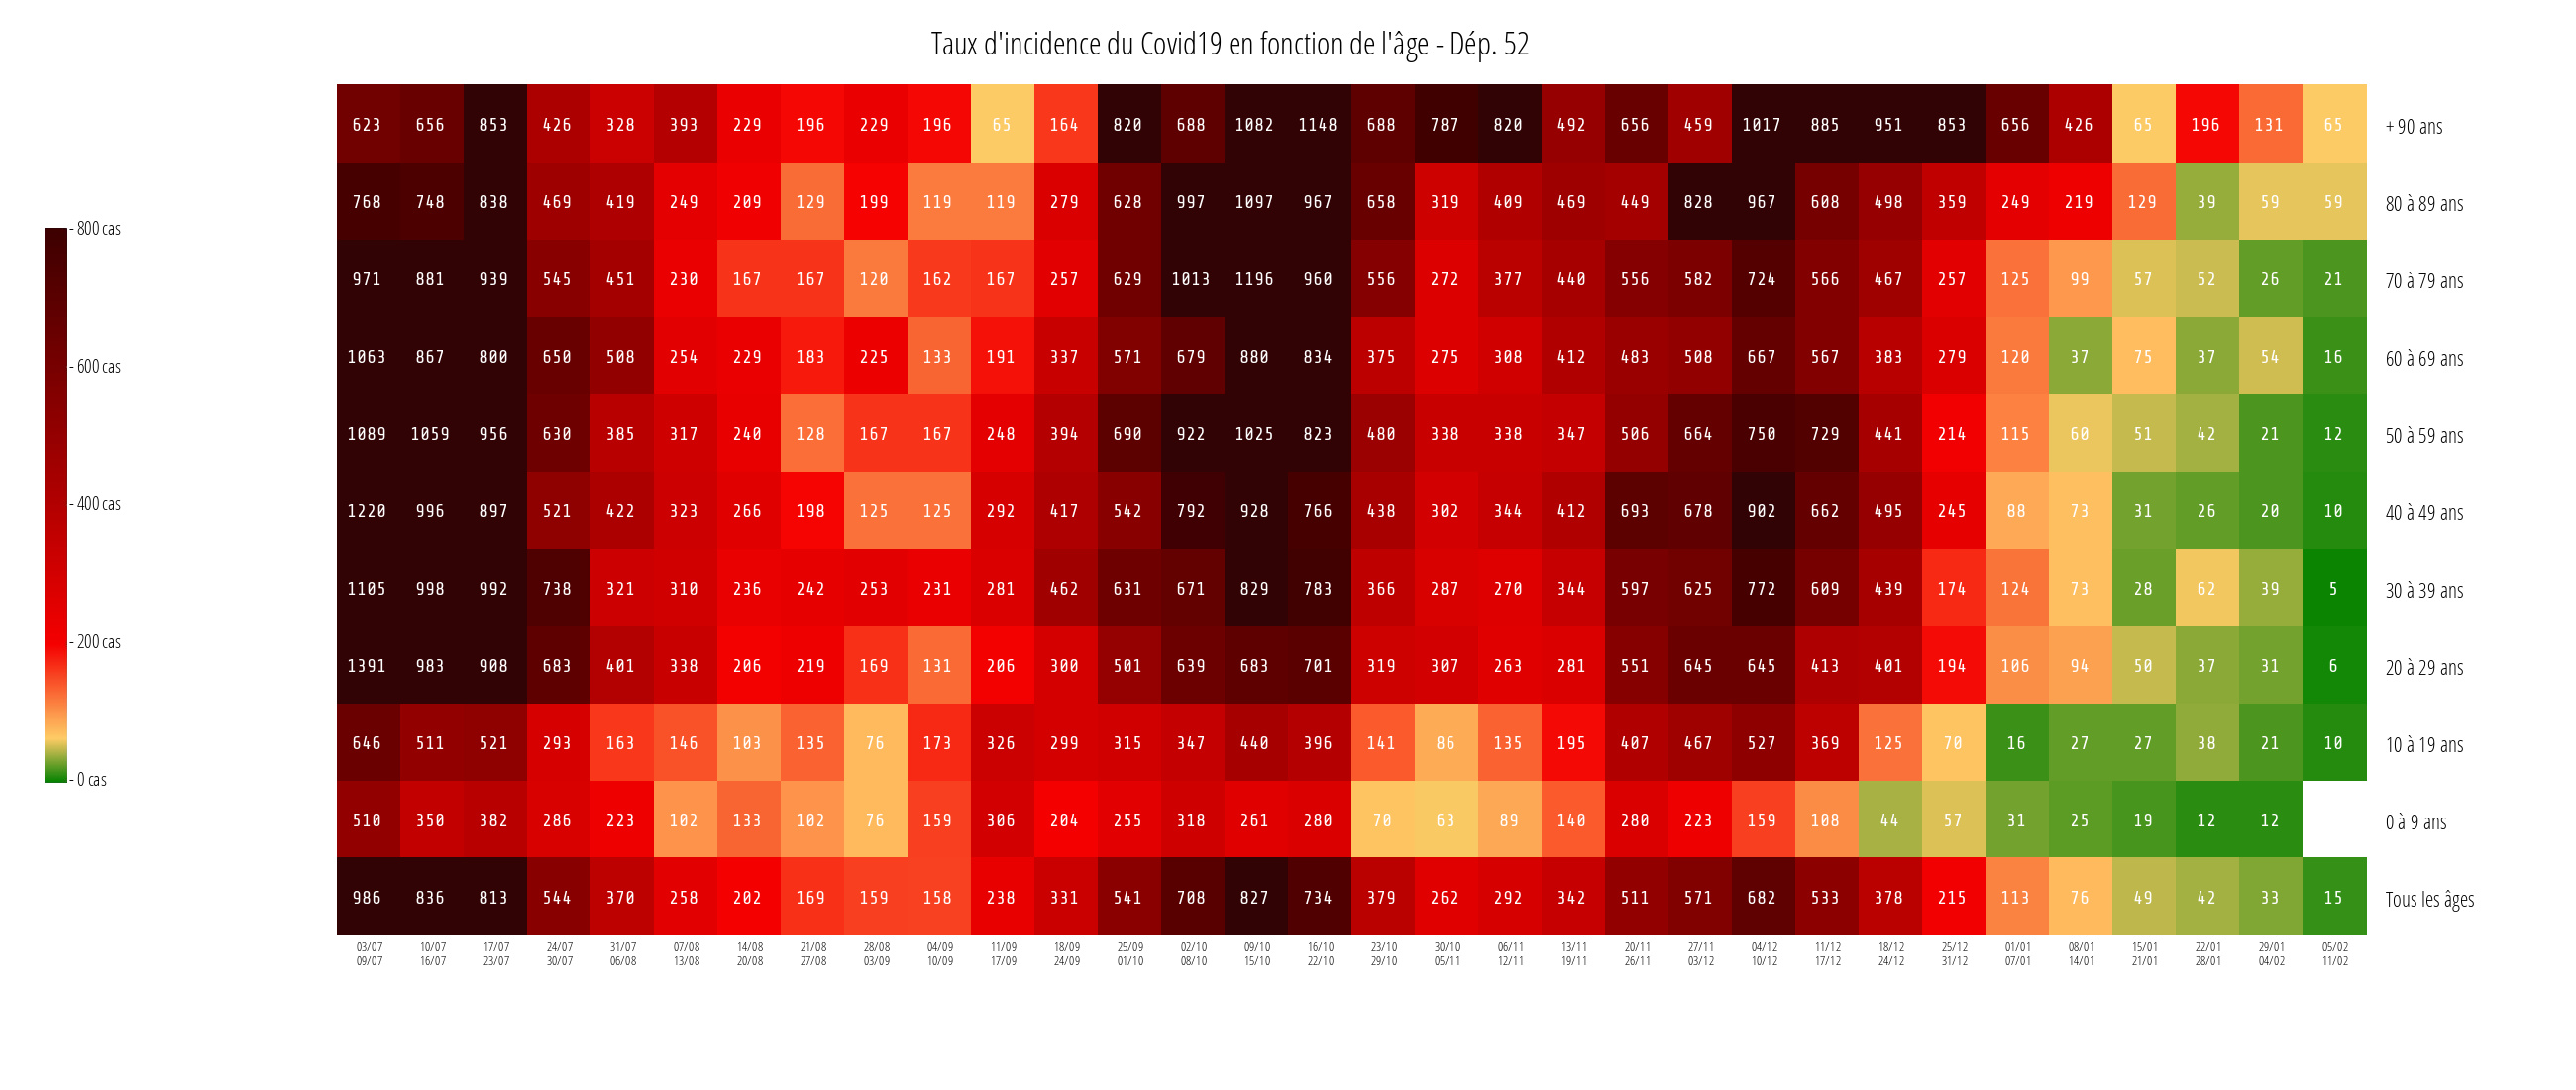 Taux d'incidence du Covid19 en fonction de l'âge - Dép. 52
623 656 853 426 328 393 229 196 229 196 65 164 820 688 1082 1148 688 787 820 492 656 459 1017 885 951 853 656 426 65 196 131 65 + 90 ans
768 748 838 469 419 249 209 129 199 119 119 279 628 997 1097 967 658 319 409 469 449 828 967 608 498 359 249 219 129 39 59 59 80 à 89 ans
971 881 939 545 451 230 167 167 120 162 167 257 629 1013 1196 960 556 272 377 440 556 582 724 566 467 257 125 99 57 52 26 21 70 à 79 ans
1063 867 800 650 508 254 229 183 225 133 191 337 571 679 880 834 375 275 308 412 483 508 667 567 383 279 120 37 75 37 54 16 60 à 69 ans
1089 1059 956 630 385 317 240 128 167 167 248 394 690 922 1025 823 480 338 338 347 506 664 750 729 441 214 115 60 51 42 21 12 50 à 59 ans
1220 996 897 521 422 323 266 198 125 125 292 417 542 792 928 766 438 302 344 412 693 678 902 662 495 245 88 73 31 26 20 10 40 à 49 ans
1105 998 992 738 321 310 236 242 253 231 281 462 631 671 829 783 366 287 270 344 597 625 772 609 439 174 124 73 28 62 39 5 30 à 39 ans
1391 983 908 683 401 338 206 219 169 131 206 300 501 639 683 701 319 307 263 281 551 645 645 413 401 194 106 94 50 37 31 6 20 à 29 ans
646 511 521 293 163 146 103 135 76 173 326 299 315 347 440 396 141 86 135 195 407 467 527 369 125 70 16 27 27 38 21 10 10 à 19 ans
510 350 382 286 223 102 133 102 76 159 306 204 255 318 261 280 70 63 89 140 280 223 159 108 44 57 31 25 19 12 12 0 à 9 ans
986 836 813 544 370 258 202 169 159 158 238 331 541 708 827 734 379 262 292 342 511 571 682 533 378 215 113 76 49 42 33 15 Tous les âges
03/07 10/07 17/07 24/07 31/07 07/08 14/08 21/08 28/08 04/09 11/09 18/09 25/09 02/10 09/10 16/10 23/10 30/10 06/11 13/11 20/11 27/11 04/12 11/12 18/12 25/12 01/01 08/01 15/01 22/01 29/01 05/02
09/07 16/07 23/07 30/07 06/08 13/08 20/08 27/08 03/09 10/09 17/09 24/09 01/10 08/10 15/10 22/10 29/10 05/11 12/11 19/11 26/11 03/12 10/12 17/12 24/12 31/12 07/01 14/01 21/01 28/01 04/02 11/02
- 800 cas
- 600 cas
- 400 cas
- 200 cas
- 0 cas